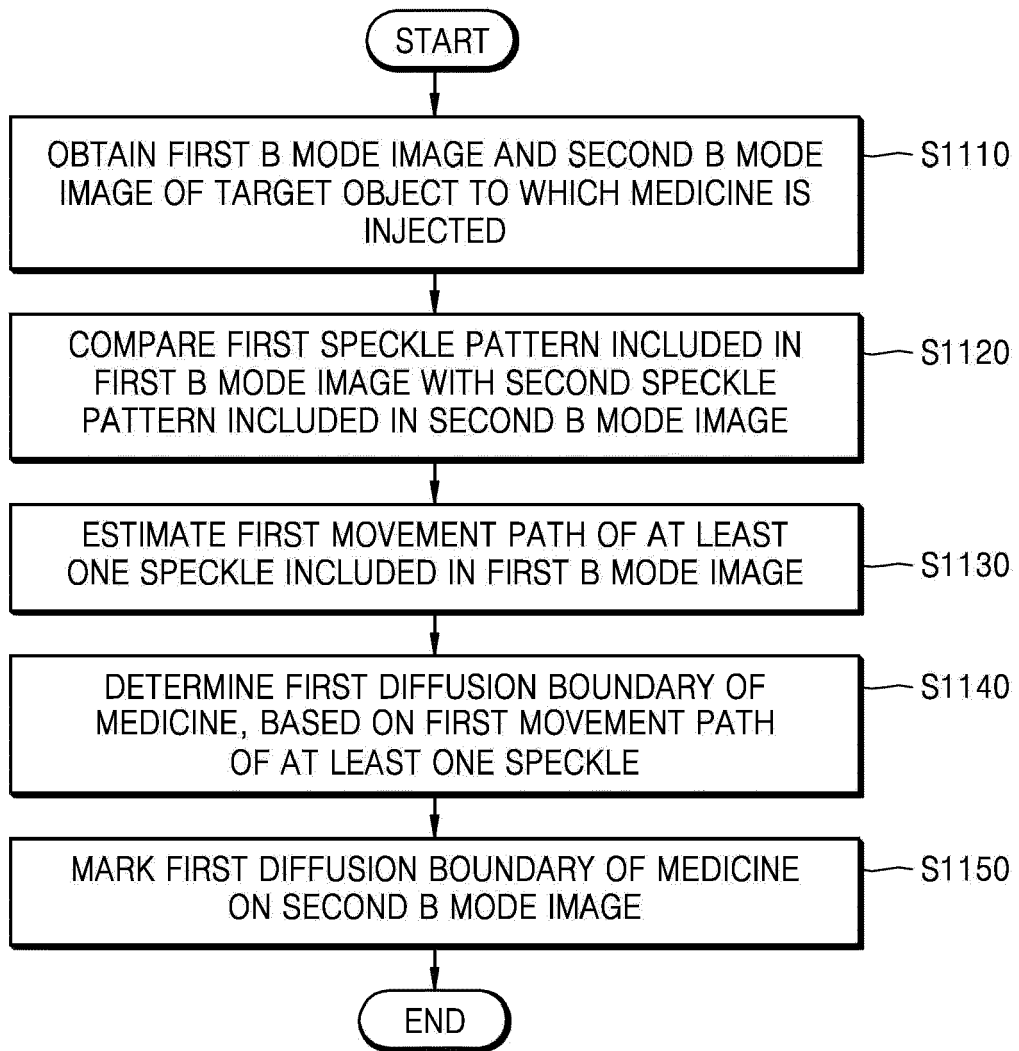 START
OBTAIN FIRST B MODE IMAGE AND SECOND B MODE
IMAGE OF TARGET OBJECT TO WHICH MEDICINE IS
INJECTED
S1110
COMPARE FIRST SPECKLE PATTERN INCLUDED IN
FIRST B MODE IMAGE WITH SECOND SPECKLE
PATTERN INCLUDED IN SECOND B MODE IMAGE
S1120
ESTIMATE FIRST MOVEMENT PATH OF AT LEAST
ONE SPECKLE INCLUDED IN FIRST B MODE IMAGE
S1130
DETERMINE FIRST DIFFUSION BOUNDARY OF
MEDICINE, BASED ON FIRST MOVEMENT PATH
OF AT LEAST ONE SPECKLE
S1140
MARK FIRST DIFFUSION BOUNDARY OF MEDICINE
ON SECOND B MODE IMAGE
S1150
END